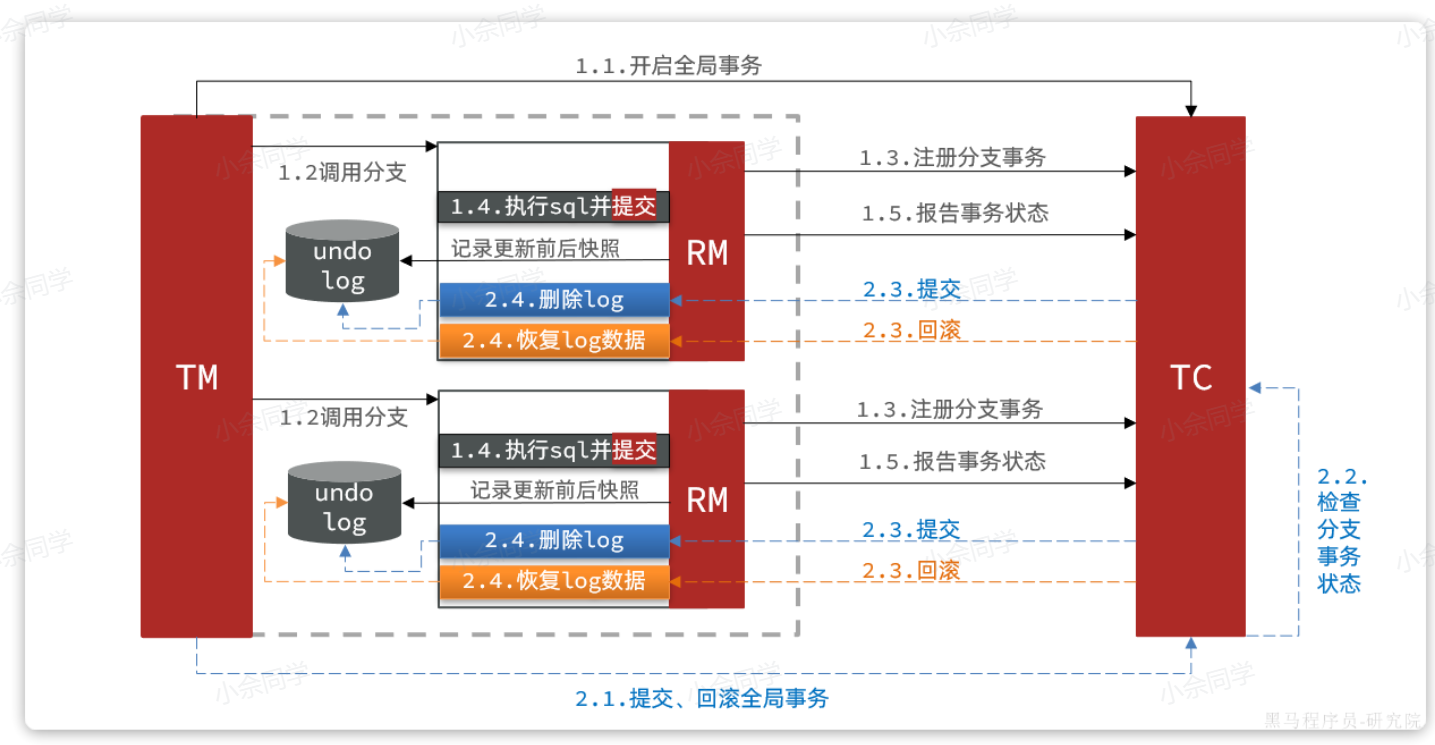 1.1.开启全局事务
TM
1.2调用分支
undo
log
1.4.执行sql并提交
记录更新前后快照
2.4.删除log
2.4.恢复log数据
RM
1.3.注册分支事务
1.5.报告事务状态
2.3.提交
2.3.回滚
TC
1.2调用分支
undo
log
1.4.执行sql并提交
记录更新前后快照
2.4.删除log
2.4.恢复log数据
RM
1.3.注册分支事务
1.5.报告事务状态
2.3.提交
2.3.回滚
2.2.
检查
分支
事务
状态
2.1.提交、回滚全局事务
黑马程序员-研究院
小佘同学